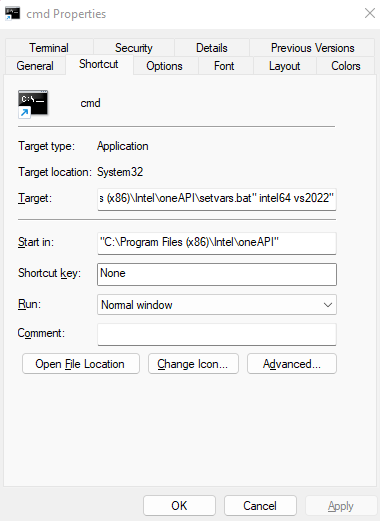 cmd Properties
Terminal Security Details Previous Versions
General Shortcut Options Font Layout Colors
cmd
Target type: Application
Target location: System32
Target: s (x86)\Intel\oneAPI\setvars.bat" intel64 vs2022"
Start in: "C:\Program Files (x86)\Intel\oneAPI"
Shortcut key: None
Run: Normal window
Comment:
Open File Location Change Icon... Advanced...
OK Cancel Apply